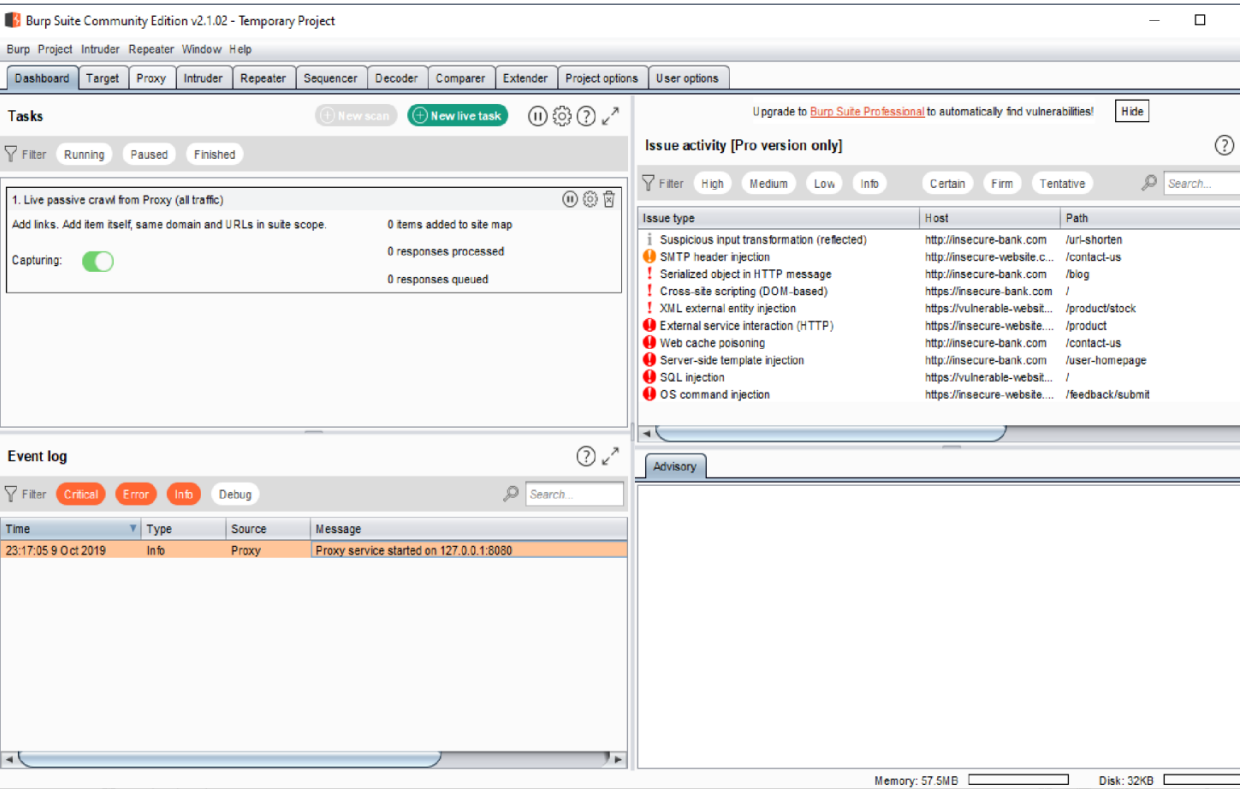 Burp Suite Community Edition v2.1.02 - Temporary Project
Burp Project Intruder Repeater Window Help
Dashboard Target Proxy Intruder Repeater Sequencer Decoder Comparer Extender Project options User options
Tasks
New scan
New live task
Filter Running Paused Finished
1. Live passive crawl from Proxy (all traffic)
Add links. Add item itself, same domain and URLs in suite scope.
0 items added to site map
0 responses processed
Capturing:
0 responses queued
Upgrade to Burp Suite Professional to automatically find vulnerabilities!
Hide
Issue activity [Pro version only]
Filter High Medium Low Info Certain Firm Tentative Search...
Issue type Host Path
Suspicious input transformation (reflected) http://insecure-bank.com /url-shorten
SMTP header injection http://insecure-website.c... /contact-us
Serialized object in HTTP message http://insecure-bank.com /blog
Cross-site scripting (DOM-based) https://insecure-bank.com /
XML external entity injection https://vulnerable-websit... /product/stock
External service interaction (HTTP) https://insecure-website.... /product
Web cache poisoning http://insecure-bank.com /contact-us
Server-side template injection http://insecure-bank.com /user-homepage
SQL injection https://vulnerable-websit... /
OS command injection https://insecure-website.... /feedback/submit
Event log
Filter Critical Error Info Debug Search...
Time Type Source Message
23:17:05 9 Oct 2019 Info Proxy Proxy service started on 127.0.0.1:8080
Advisory
Memory: 57.5MB
Disk: 32KB